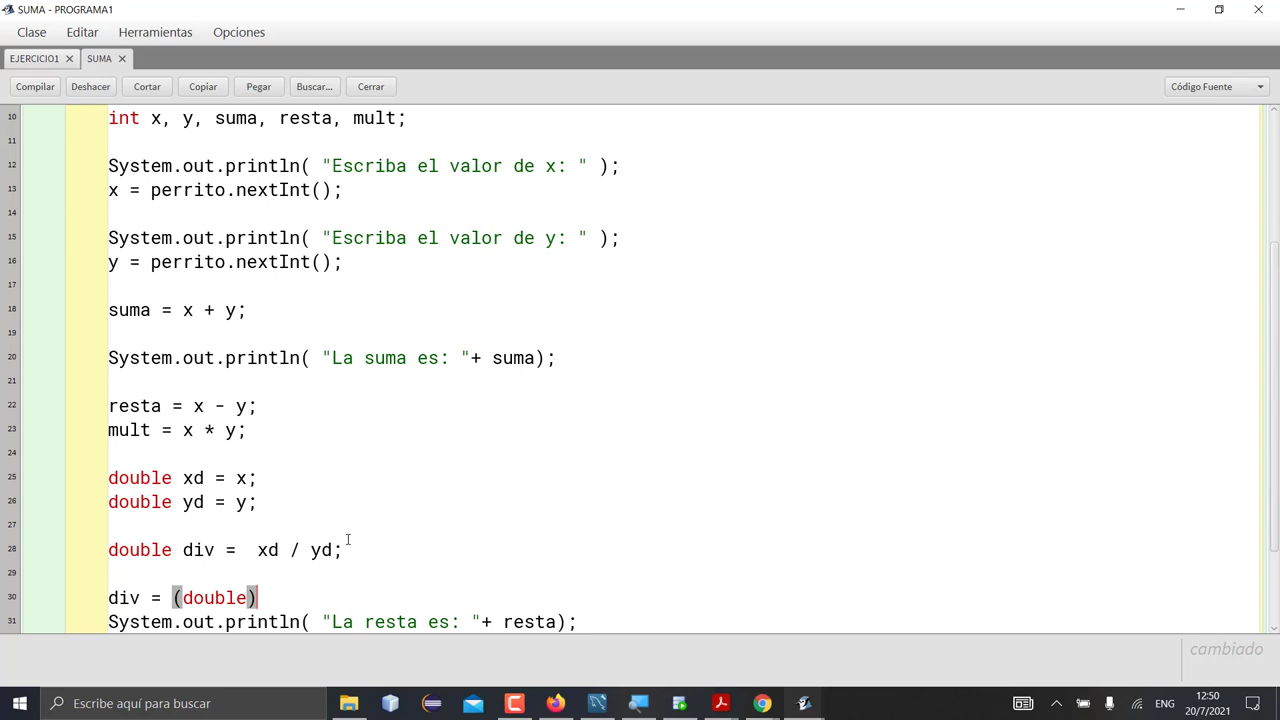 SUMA - PROGRAMA1
Clase Editar Herramientas Opciones
EJERCICIO1 SUMA
Compilar Deshacer Cortar Copiar Pegar Buscar... Cerrar Código Fuente
10 int x, y, suma, resta, mult;
11
12 System.out.println( "Escriba el valor de x: " );
13 x = perrito.nextInt();
14
15 System.out.println( "Escriba el valor de y: " );
16 y = perrito.nextInt();
17
18 suma = x + y;
19
20 System.out.println( "La suma es: "+ suma);
21
22 resta = x - y;
23 mult = x * y;
24
25 double xd = x;
26 double yd = y;
27
28 double div =  xd / yd;
29
30 div = (double)
31 System.out.println( "La resta es: "+ resta);
cambiado
Escribe aquí para buscar
ENG
12:50
20/7/2021